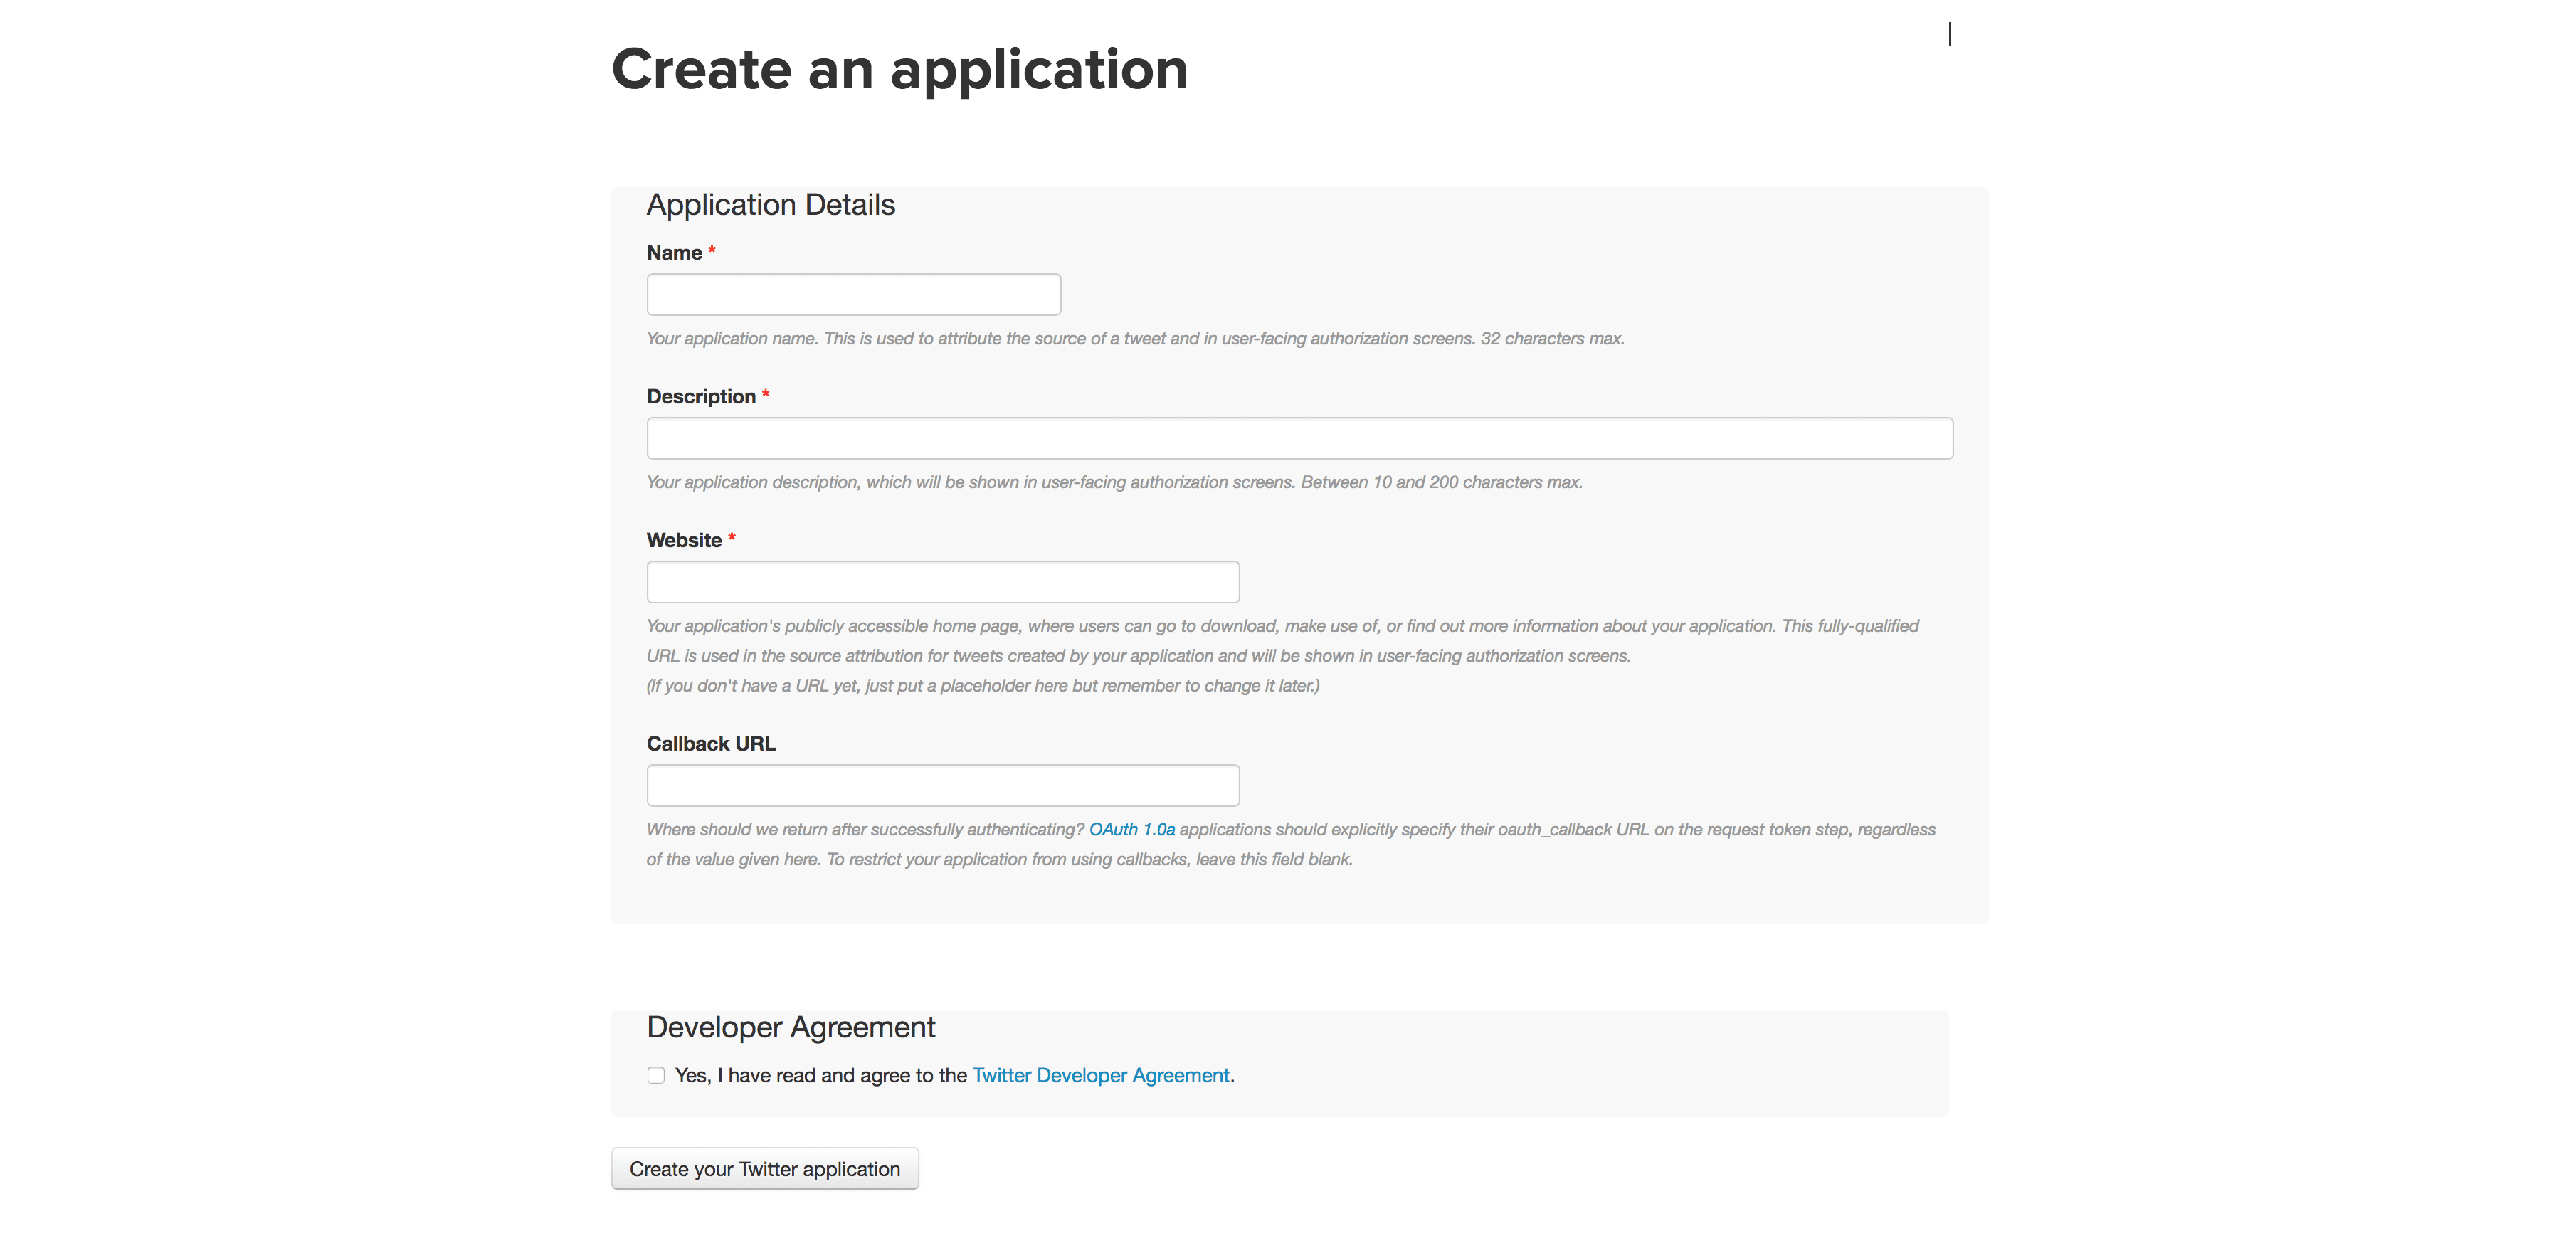 Create an application
Application Details
Name *
Your application name. This is used to attribute the source of a tweet and in user-facing authorization screens. 32 characters max.
Description *
Your application description, which will be shown in user-facing authorization screens. Between 10 and 200 characters max.
Website *
Your application's publicly accessible home page, where users can go to download, make use of, or find out more information about your application. This fully-qualified
URL is used in the source attribution for tweets created by your application and will be shown in user-facing authorization screens.
(If you don't have a URL yet, just put a placeholder here but remember to change it later.)
Callback URL
Where should we return after successfully authenticating? OAuth 1.0a applications should explicitly specify their oauth_callback URL on the request token step, regardless
of the value given here. To restrict your application from using callbacks, leave this field blank.
Developer Agreement
Yes, I have read and agree to the Twitter Developer Agreement.
Create your Twitter application